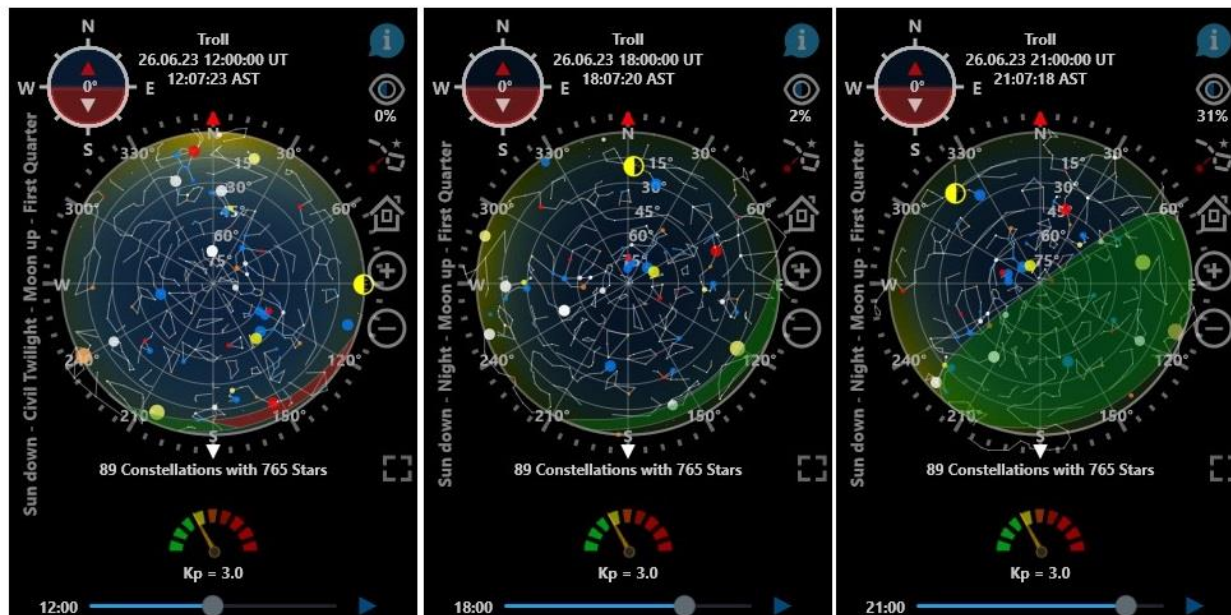 N
W 0° E
S
Troll
26.06.23 12:00:00 UT
12:07:23 AST
0%
Sun down - Civil Twilight - Moon up - First Quarter
N
330° 30°
15°
30°
300° 60°
45°
60°
75°
W
240° 120°
210° 150°
S
89 Constellations with 765 Stars
Kp = 3.0
12:00
N
W 0° E
S
Troll
26.06.23 18:00:00 UT
18:07:20 AST
2%
Sun down - Night - Moon up - First Quarter
N
330° 30°
15°
30°
300° 60°
45°
60°
75°
W E
240° 120°
210° 150°
S
89 Constellations with 765 Stars
Kp = 3.0
18:00
N
W 0° E
S
Troll
26.06.23 21:00:00 UT
21:07:18 AST
31%
Sun down - Night - Moon up - First Quarter
N
330° 30°
15°
30°
300° 60°
45°
60°
75°
W E
240° 120°
210° 150°
S
89 Constellations with 765 Stars
Kp = 3.0
21:00